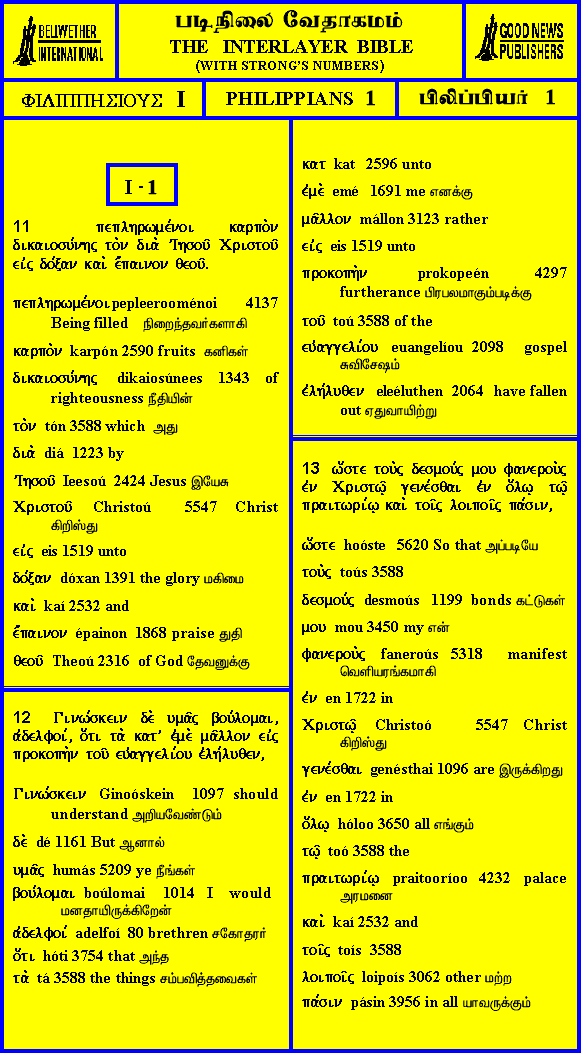 BELLWETHER
INTERNATIONAL
படிநிலை வேதாகமம்
THE INTERLAYER BIBLE
(WITH STRONG'S NUMBERS)
GOOD NEWS
PUBLISHERS
ΦΙΛΙΠΠΗΣΙΟΥΣ I
PHILIPPIANS 1
பிலிப்பியர் 1
I - 1
11 πεπληρωμένοι καρπὸν
δικαιοσύνης τὸν διὰ Ἰησοῦ Χριστοῦ
εἰς δόξαν καὶ ἔπαινον θεοῦ.
πεπληρωμένοι pepleerooménoi 4137
Being filled நிறைந்தவர்களாகி
καρπὸν karpón 2590 fruits கனிகள்
δικαιοσύνης dikaiosúnees 1343 of
righteousness நீதியின்
τὸν tón 3588 which அது
διὰ diá 1223 by
Ἰησοῦ Ieesoú 2424 Jesus இயேசு
Χριστοῦ Christoú 5547 Christ
கிறிஸ்து
εἰς eis 1519 unto
δόξαν dóxan 1391 the glory மகிமை
καὶ kaí 2532 and
ἔπαινον épainon 1868 praise துதி
θεοῦ Theoú 2316 of God தேவனுக்கு
12 Γινώσκειν δὲ υμᾶς βούλομαι,
ἀδελφοί, ὅτι τὰ κατ' ἐμὲ μᾶλλον εἰς
προκοπὴν τοῦ εὐαγγελίου ἐλήλυθεν,
Γινώσκειν Ginoóskein 1097 should
understand அறியவேண்டும்
δὲ dé 1161 But ஆனால்
υμᾶς humás 5209 ye நீங்கள்
βούλομαι boúlomai 1014 I would
மனதாயிருக்கிறேன்
ἀδελφοί adelfoí 80 brethren சகோதரர்
ὅτι hóti 3754 that அந்த
τὰ tá 3588 the things சம்பவித்தவைகள்
κατ kat 2596 unto
ἐμὲ emé 1691 me எனக்கு
μᾶλλον mállon 3123 rather
εἰς eis 1519 unto
προκοπὴν prokopeén 4297
furtherance பிரபலமாகும்படிக்கு
τοῦ toú 3588 of the
εὐαγγελίου euangelíou 2098 gospel
சுவிசேஷம்
ἐλήλυθεν eleéluthen 2064 have fallen
out ஏதுவாயிற்று
13 ὥστε τοὺς δεσμούς μου φανεροὺς
ἐν Χριστῷ γενέσθαι ἐν ὅλῳ τῷ
πραιτωρίῳ καὶ τοῖς λοιποῖς πάσιν,
ὥστε hoóste 5620 So that அப்படியே
τοὺς toús 3588
δεσμούς desmoús 1199 bonds கட்டுகள்
μου mou 3450 my என்
φανεροὺς faneroús 5318 manifest
வெளியரங்கமாகி
ἐν en 1722 in
Χριστῷ Christoó 5547 Christ
கிறிஸ்து
γενέσθαι genésthai 1096 are இருக்கிறது
ἐν en 1722 in
ὅλῳ hóloo 3650 all எங்கும்
τῷ toó 3588 the
πραιτωρίῳ praitooríoo 4232 palace
அரமனை
καὶ kaí 2532 and
τοῖς toís 3588
λοιποῖς loipoís 3062 other மற்ற
πάσιν pásin 3956 in all யாவருக்கும்